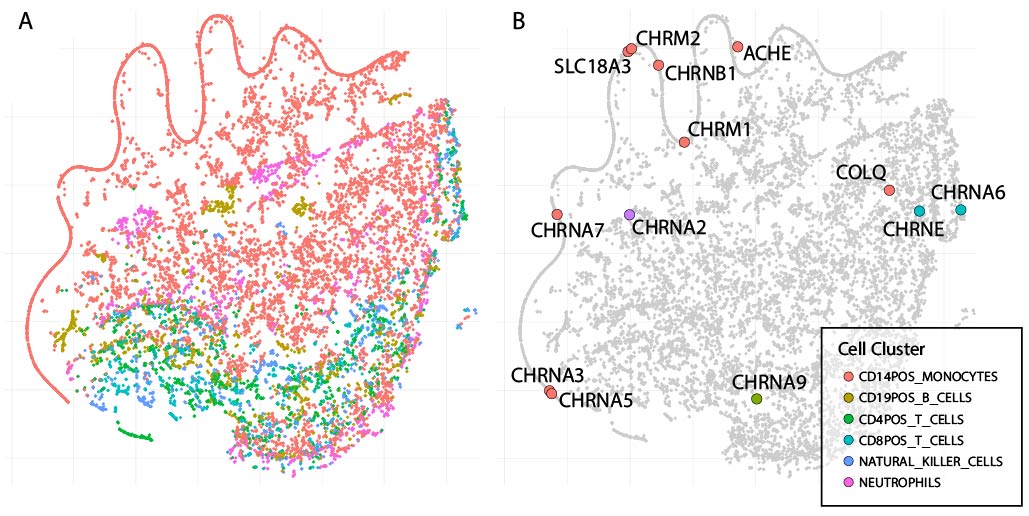 A
B
CHRM2
SLC18A3
ACHE
CHRNB1
CHRM1
COLQ
CHRNA6
CHRNA7
CHRNA2
CHRNE
CHRNA3
CHRNA9
CHRNA5
Cell Cluster
CD14POS_MONOCYTES
CD19POS_B_CELLS
CD4POS_T_CELLS
CD8POS_T_CELLS
NATURAL_KILLER_CELLS
NEUTROPHILS